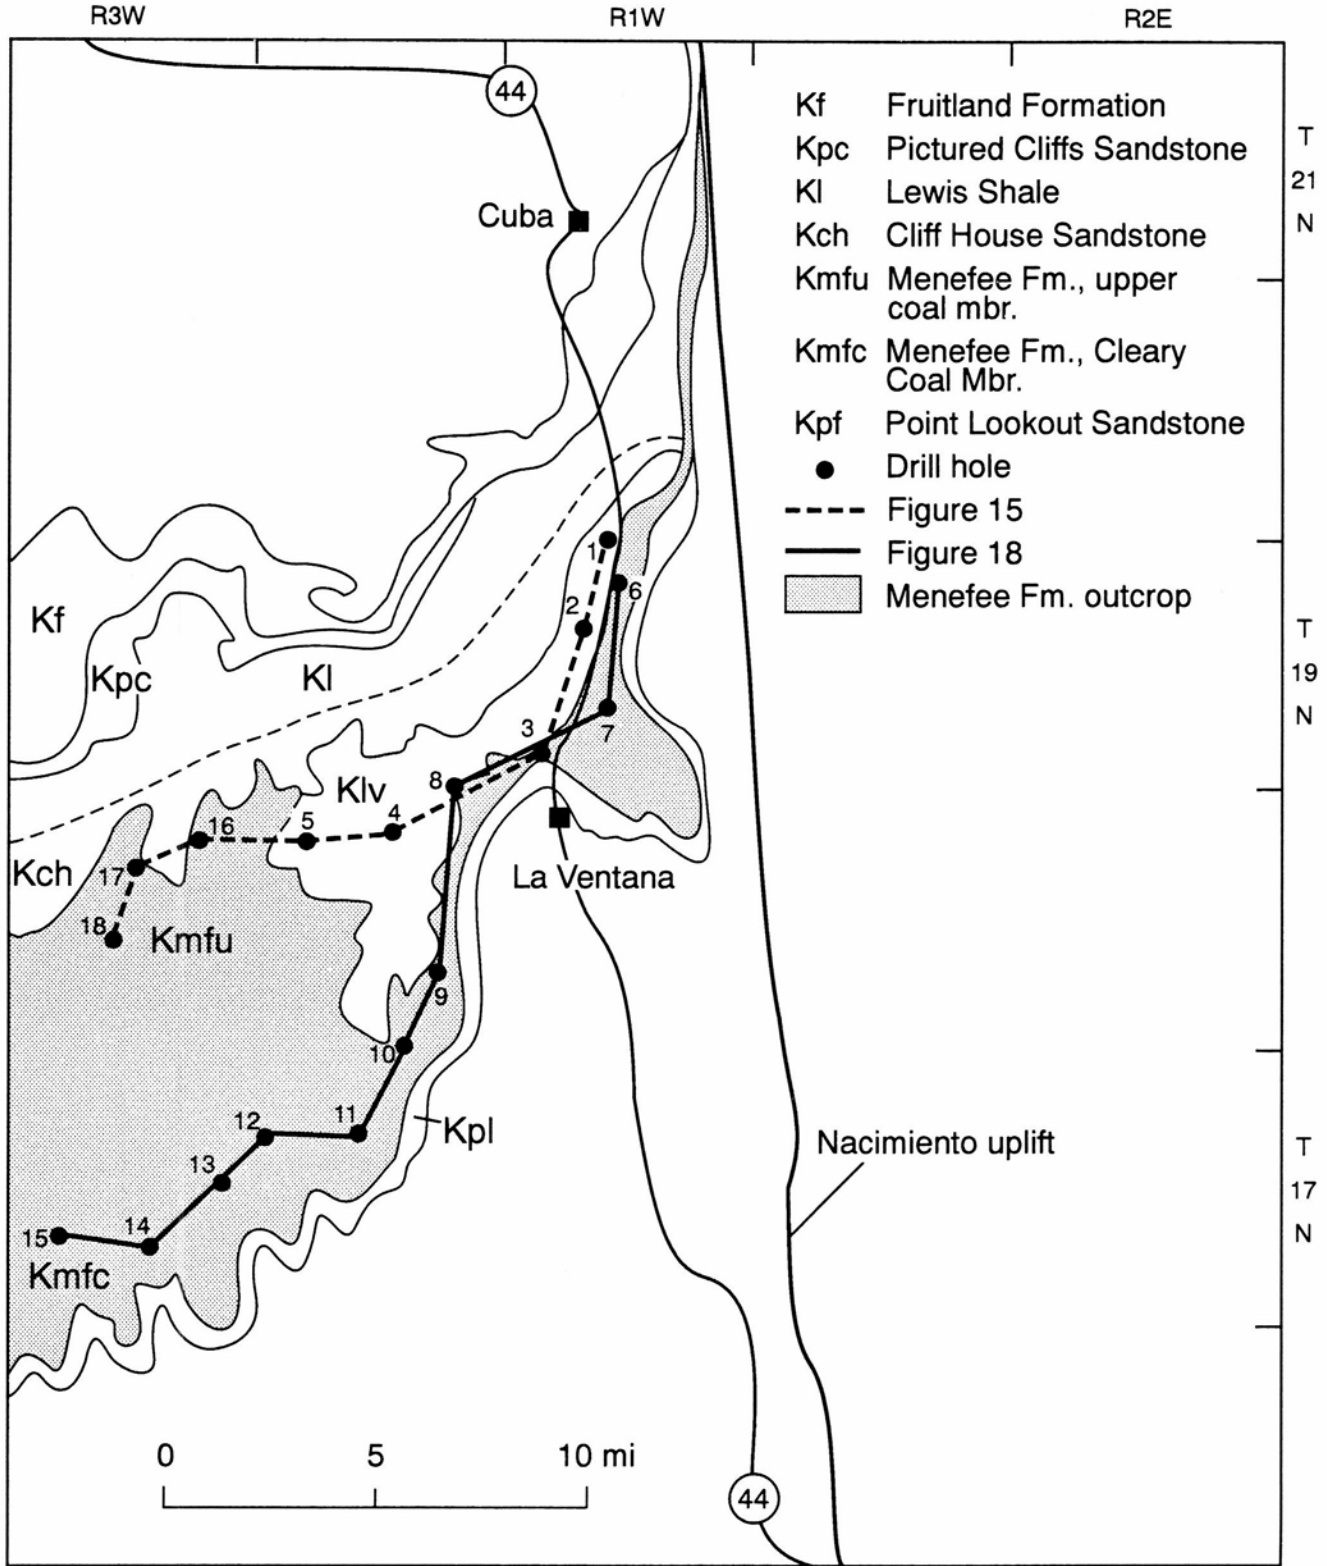 R3W R1W R2E
44
Kf Fruitland Formation
Kpc Pictured Cliffs Sandstone
Kl Lewis Shale
Kch Cliff House Sandstone
Kmfu Menefee Fm., upper
coal mbr.
Kmfc Menefee Fm., Cleary
Coal Mbr.
Kpf Point Lookout Sandstone
Drill hole
Figure 15
Figure 18
Menefee Fm. outcrop
T
21
N
Cuba
1
6
2
Kf
Kpc
Kl
T
19
N
3
7
8
Klv
4
5
16
17
Kch
La Ventana
18
Kmfu
9
10
11
12
Kpl
13
Nacimiento uplift
T
17
N
14
15
Kmfc
0 5 10 mi
44